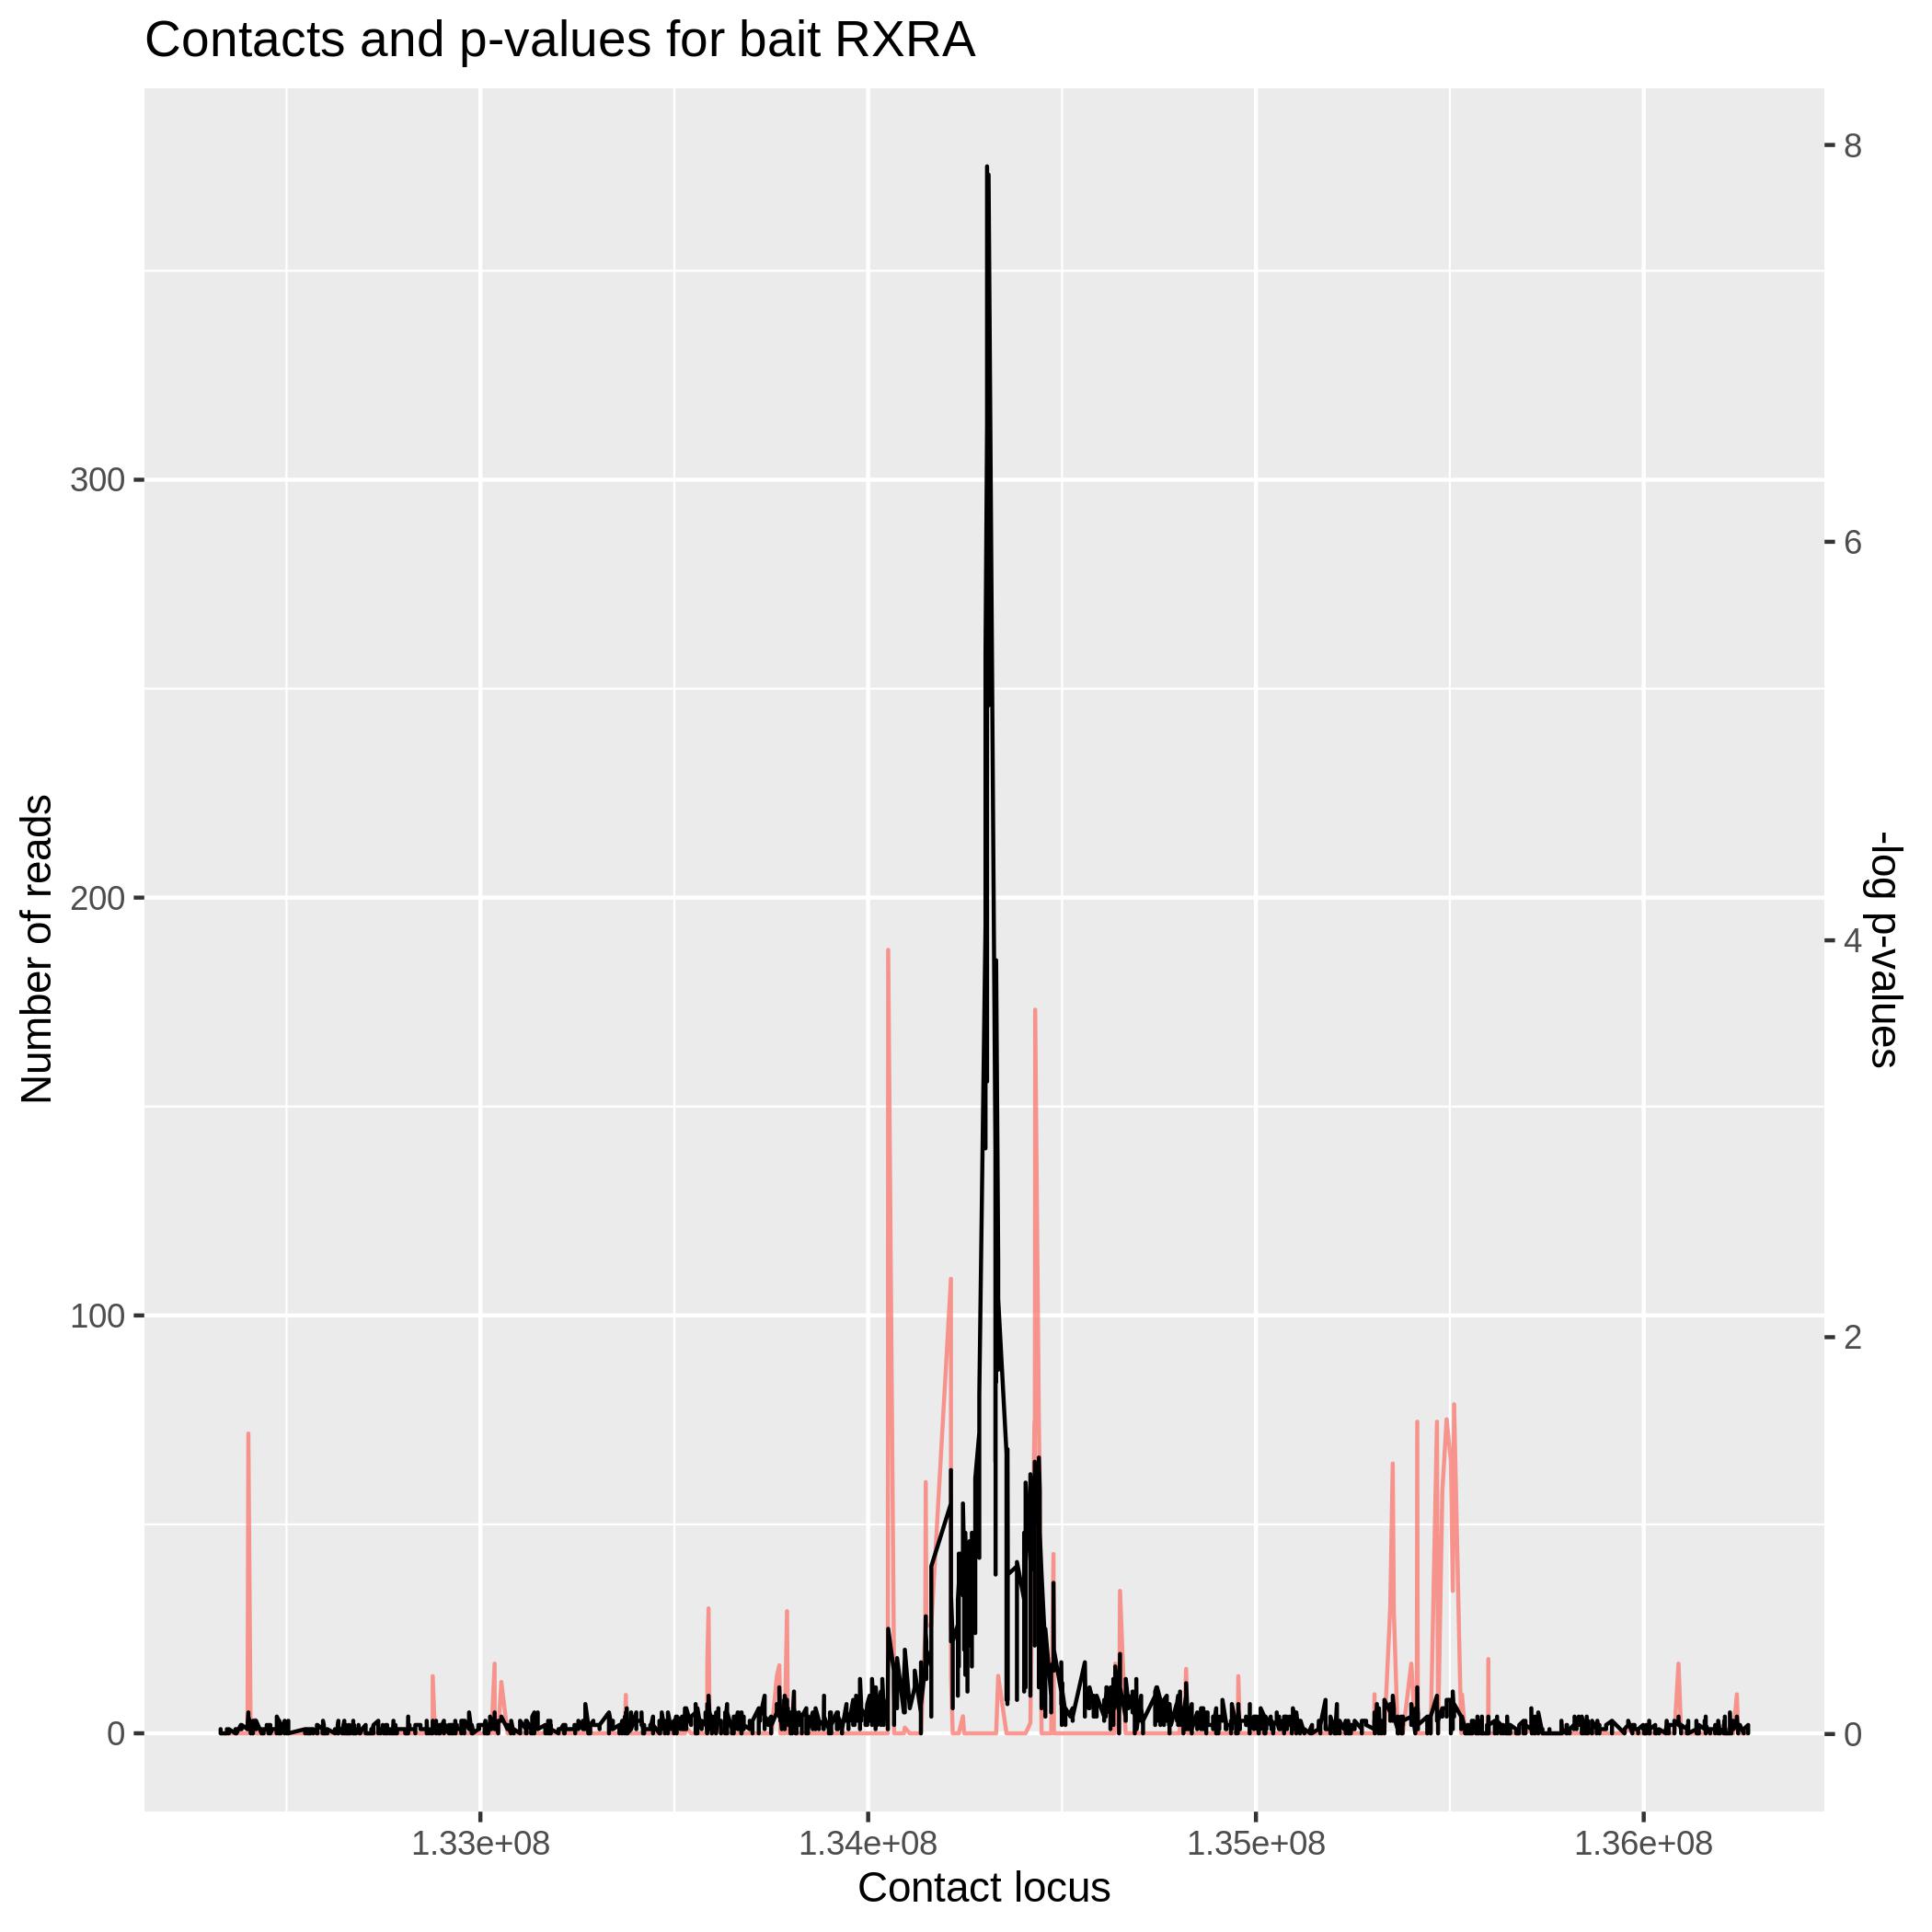 Contacts and p-values for bait RXRA
Number of reads
300
200
100
0
8
6
4
2
0
-log p-values
1.33e+08
1.34e+08
1.35e+08
1.36e+08
Contact locus